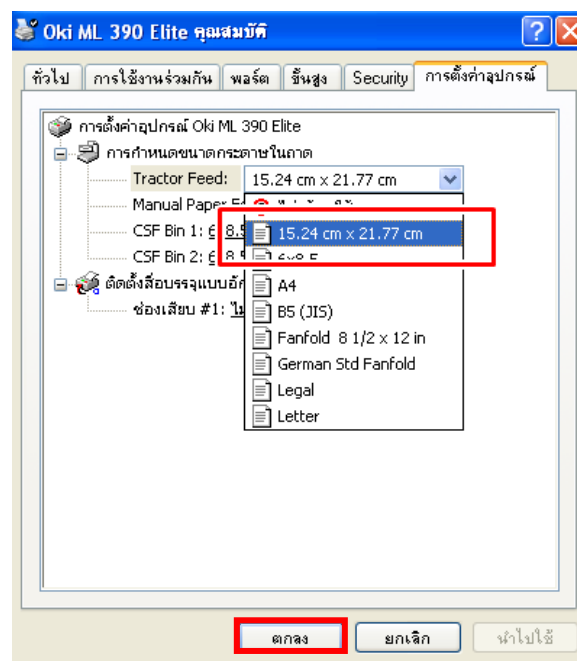 Oki ML 390 Elite คุณสมบัติ
ทั่วไป การใช้งานร่วมกัน พอร์ต ขั้นสูง Security การตั้งค่าอุปกรณ์
การตั้งค่าอุปกรณ์ Oki ML 390 Elite
การกำหนดขนาดกระดาษในถาด
Tractor Feed: 15.24 cm x 21.77 cm
Manual Paper
CSF Bin 1: 6 8.5
15.24 cm x 21.77 cm
CSF Bin 2: 6 8.5
ติดตั้งสื่อบรรจุแบบอัก
A4
ช่องเสียบ #1:
B5 (JIS)
Fanfold 8 1/2 x 12 in
German Std Fanfold
Legal
Letter
ตกลง ยกเลิก นำไปใช้